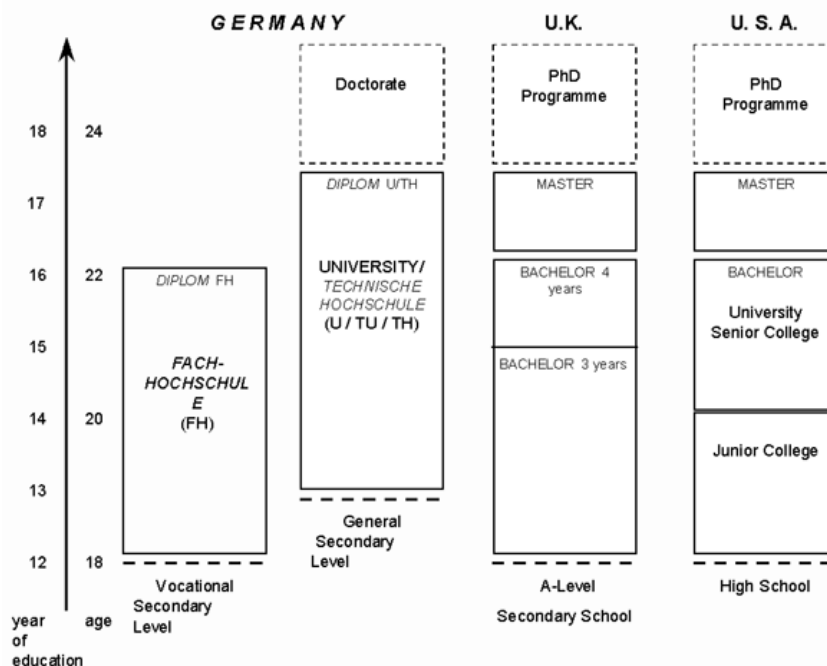 GERMANY
U.K.
U. S. A.
Doctorate
PhD
Programme
PhD
Programme
18
24
DIPLOM U/TH
MASTER
MASTER
17
UNIVERSITY/
TECHNISCHE
HOCHSCHULE
(U / TU / TH)
16
22
DIPLOM FH
BACHELOR 4
years
BACHELOR
University
Senior College
15
FACH-
HOCHSCHUL
E
(FH)
BACHELOR 3 years
14
20
Junior College
13
General
Secondary
Level
12
18
Vocational
Secondary
Level
A-Level
Secondary School
High School
year
of
education
age